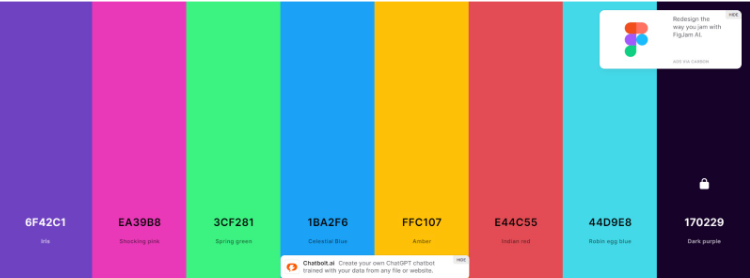 Redesign the
way you jam with
FigJam AI.
HIDE
ADS VIA CARBON
6F42C1
EA39B8
3CF281
1BA2F6
FFC107
E44C55
44D9E8
170229
Iris
Shocking pink
Spring green
Celestial Blue
Amber
Indian red
Robin egg blue
Dark purple
Chatbolt.ai Create your own ChatGPT chatbot
trained with your data from any file or website.
HIDE